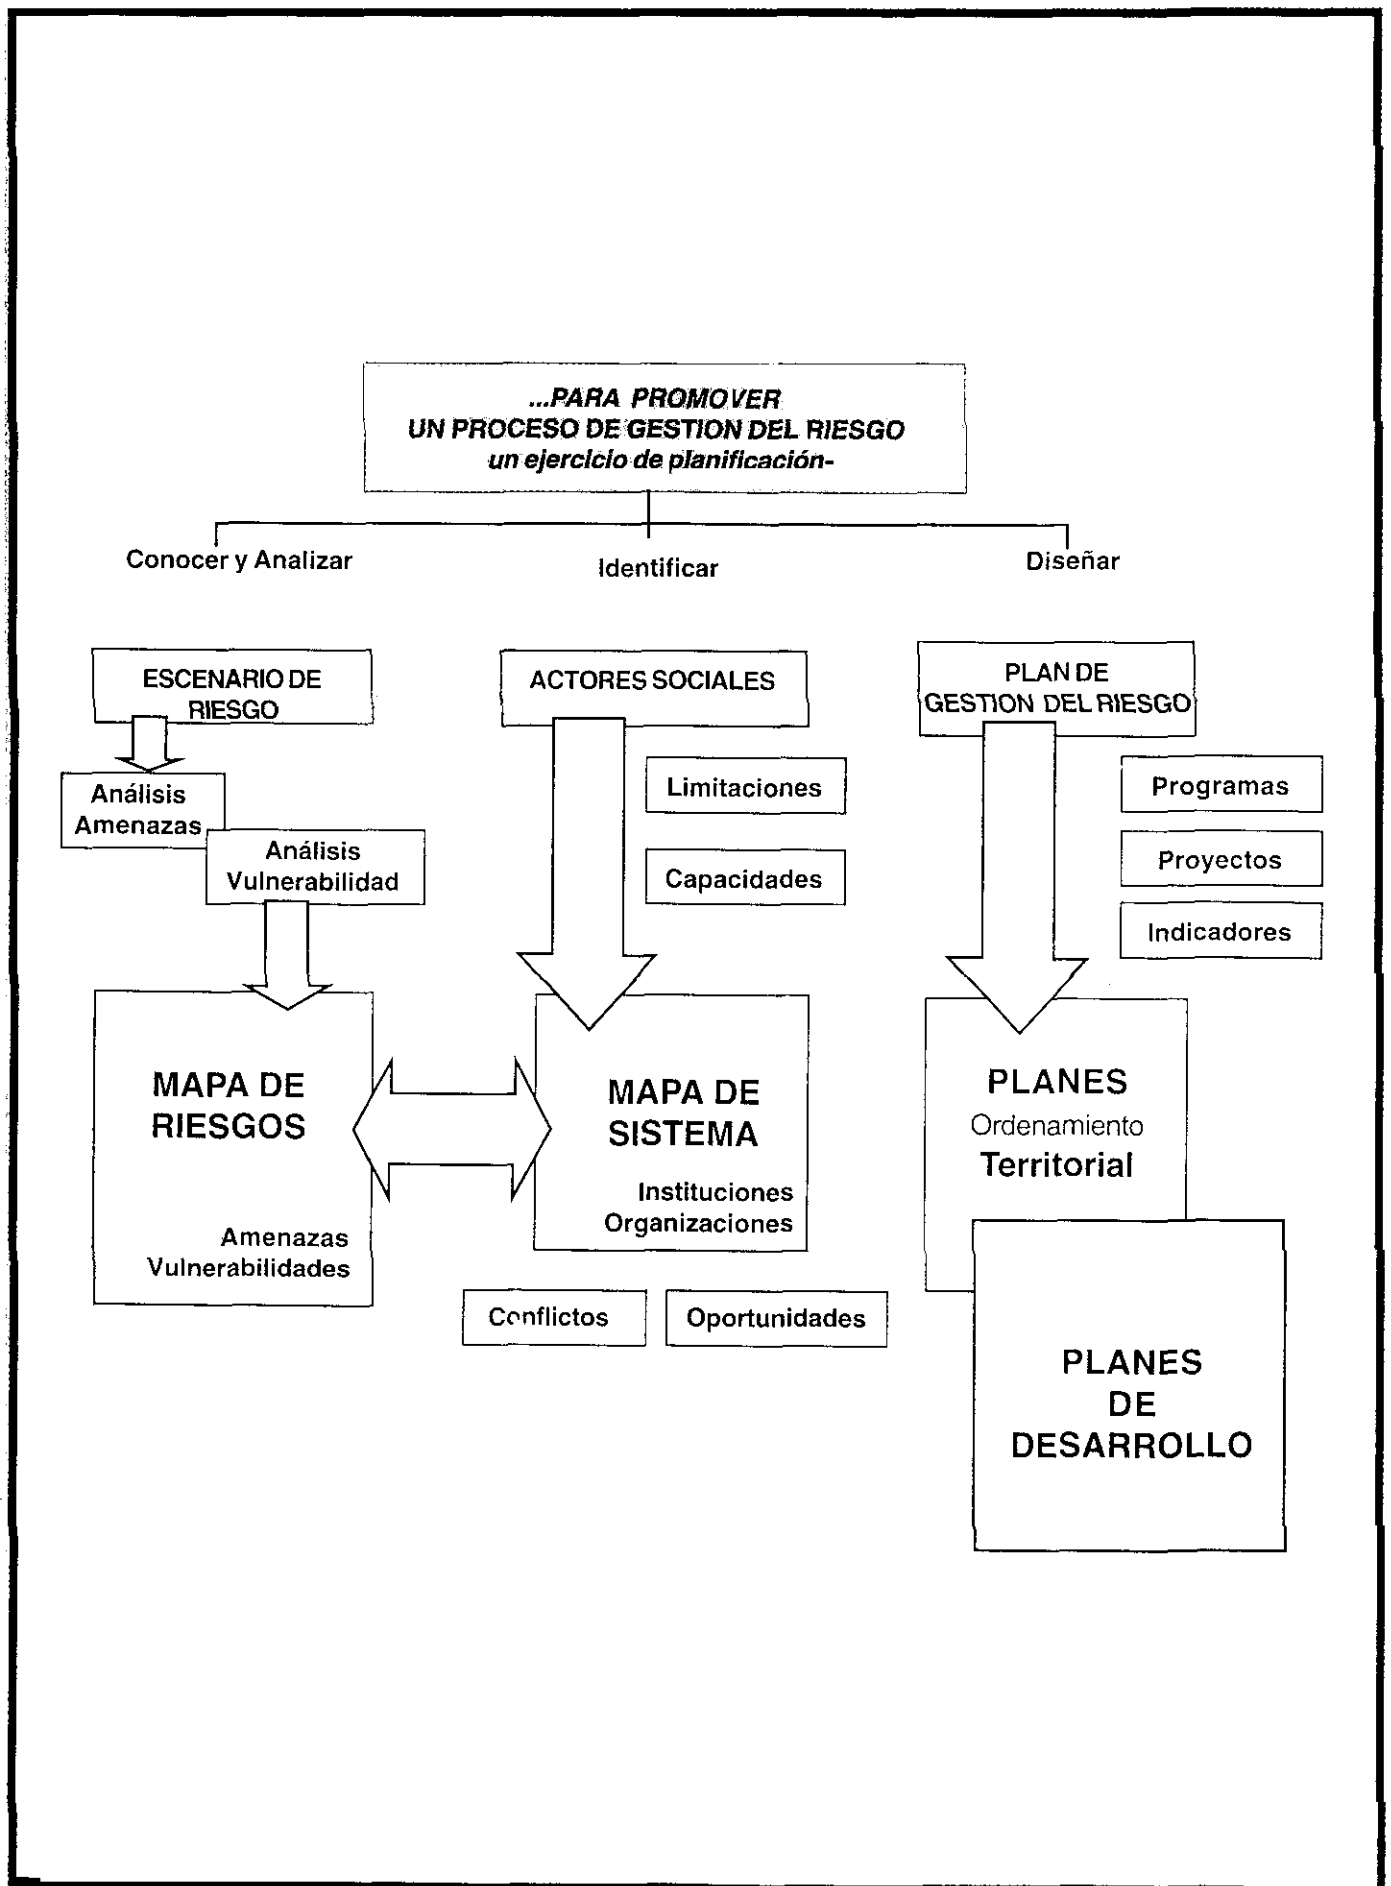 ...PARA PROMOVER
UN PROCESO DE GESTION DEL RIESGO
un ejercicio de planificación-
Conocer y Analizar
Identificar
Diseñar
ESCENARIO DE
RIESGO
Análisis
Amenazas
Análisis
Vulnerabilidad
MAPA DE
RIESGOS
Amenazas
Vulnerabilidades
ACTORES SOCIALES
Limitaciones
Capacidades
MAPA DE
SISTEMA
Instituciones
Organizaciones
Conflictos
Oportunidades
PLAN DE
GESTION DEL RIESGO
Programas
Proyectos
Indicadores
PLANES
Ordenamiento
Territorial
PLANES
DE
DESARROLLO